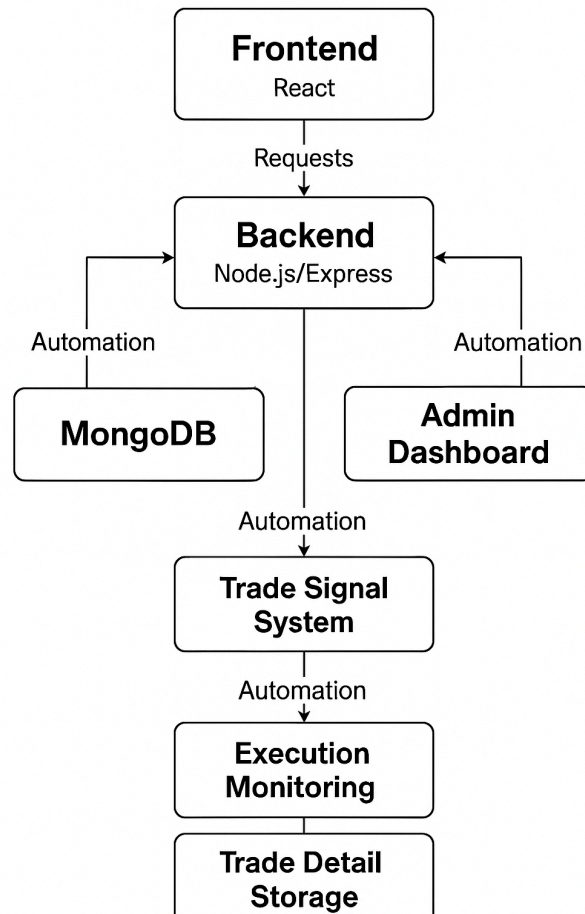 Frontend
React
Requests
Backend
Node.js/Express
Automation
Automation
MongoDB
Admin
Dashboard
Automation
Trade Signal
System
Automation
Execution
Monitoring
Trade Detail
Storage